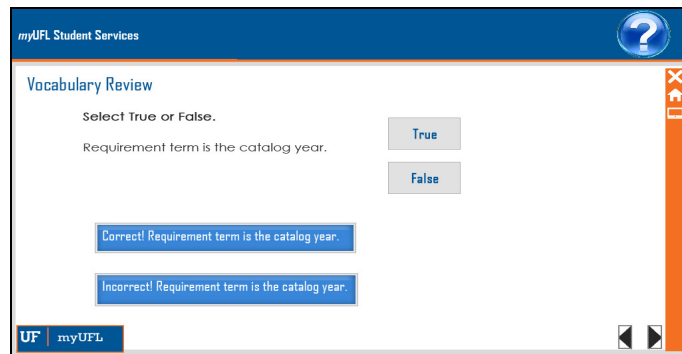 myUFL Student Services
?
Vocabulary Review
Select True or False.
Requirement term is the catalog year.
True
False
Correct! Requirement term is the catalog year.
Incorrect! Requirement term is the catalog year.
UF | myUFL